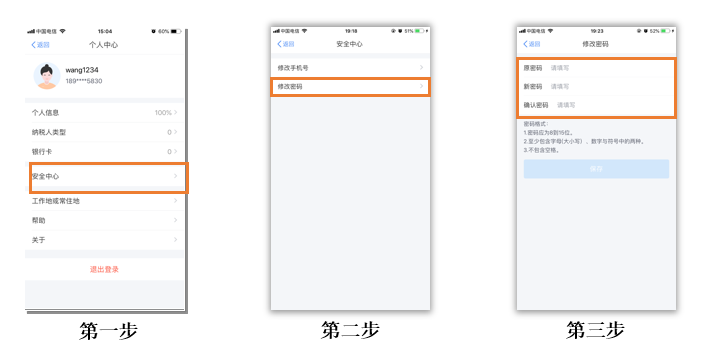 中国电信 15:04 60%
返回 个人中心
wang1234
189****5830
个人信息 100%
纳税人类型 0
银行卡 0
安全中心
工作地或常住地
帮助
关于
退出登录
第一步
中国电信 19:18 51%
返回 安全中心
修改手机号
修改密码
第二步
中国电信 19:23 52%
返回 修改密码
原密码 请填写
新密码 请填写
确认密码 请填写
密码格式:
1.密码应为8到15位。
2.至少包含字母(大小写）、数字与符号中的两种。
3.不包含空格。
保存
第三步